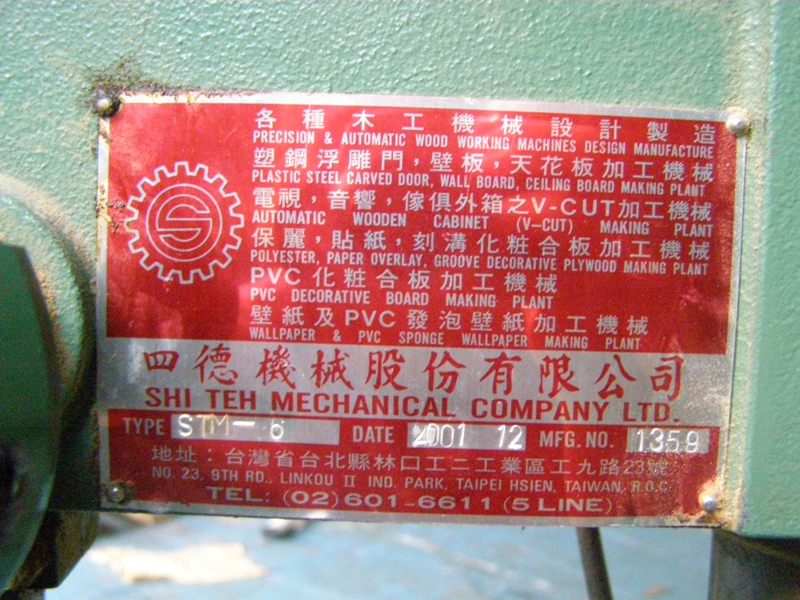 各種木工機械設計製造
PRECISION & AUTOMATIC WOOD WORKING MACHINES DESIGN MANUFACTURE
塑鋼浮雕門，壁板，天花板加工機械
PLASTIC STEEL CARVED DOOR, WALL BOARD, CEILING BOARD MAKING PLANT
電視，音響，傢俱外箱之V-CUT加工機械
AUTOMATIC WOODEN CABINET (V-CUT) MAKING PLANT
保麗，貼紙，刻溝化粧合板加工機械
POLYESTER, PAPER OVERLAY, GROOVE DECORATIVE PLYWOOD MAKING PLANT
PVC化粧合板加工機械
PVC DECORATIVE BOARD MAKING PLANT
壁紙及PVC發泡壁紙加工機械
WALLPAPER & PVC SPONGE WALLPAPER MAKING PLANT
四德機械股份有限公司
SHI TEH MECHANICAL COMPANY LTD.
TYPE STM-6 DATE 2001 12 MFG.NO. 1359
地址：台灣省台北縣林口工二工業區工九路23號
NO. 23, 9TH RD., LINKOU II IND. PARK, TAIPEI HSIEN, TAIWAN, R.O.C.
TEL: (02)601-6611 (5 LINE)